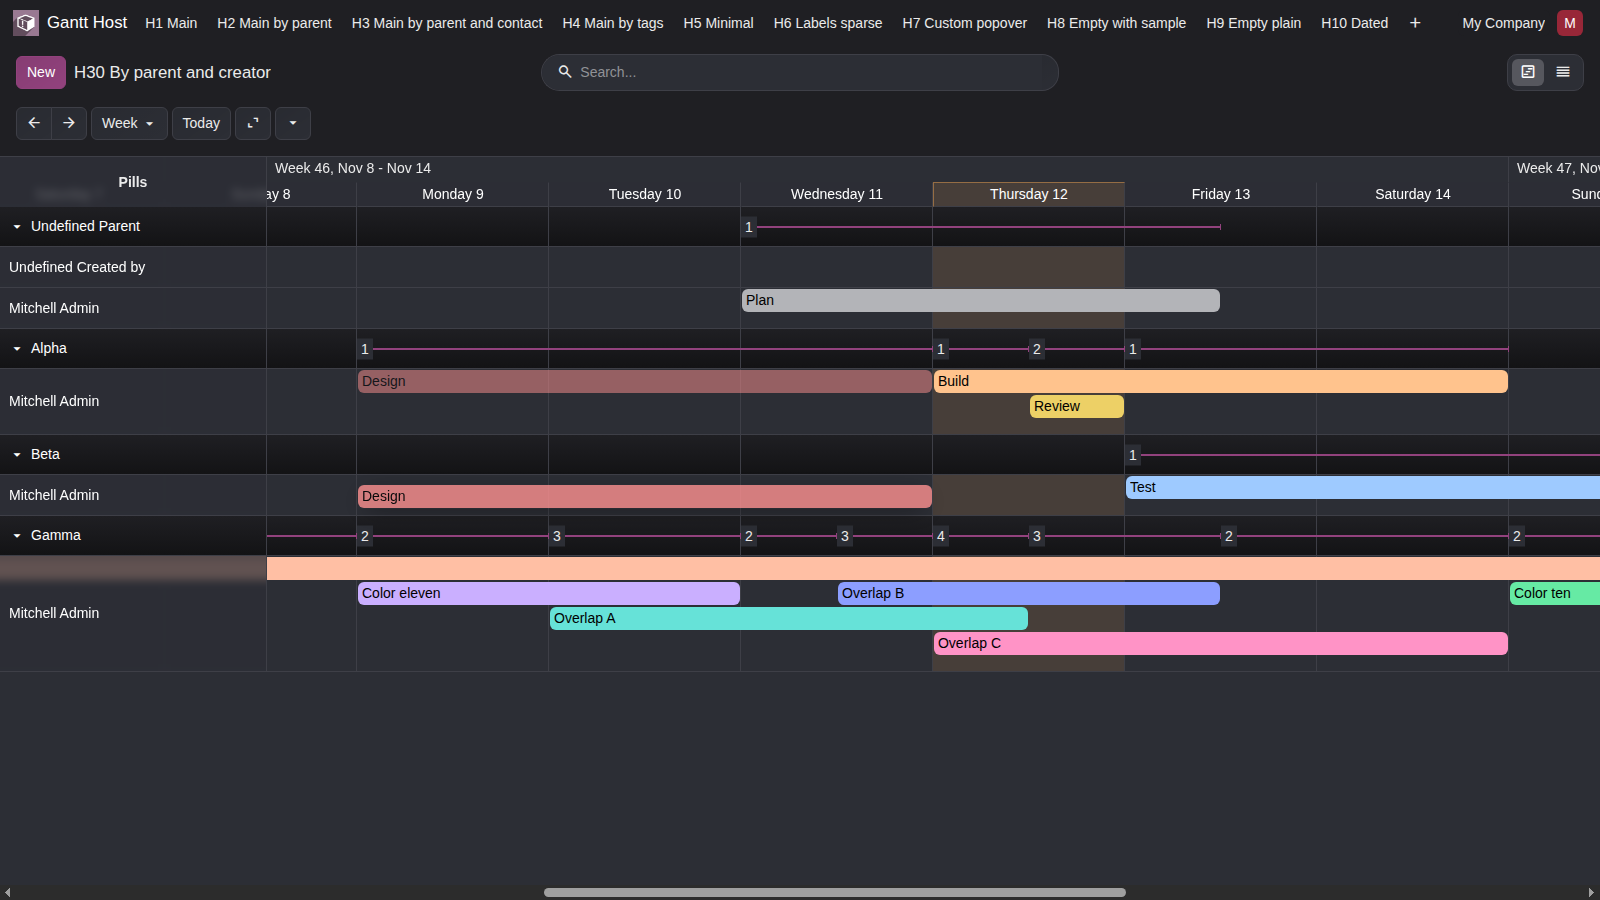 Gantt Host H1 Main H2 Main by parent H3 Main by parent and contact H4 Main by tags H5 Minimal H6 Labels sparse H7 Custom popover H8 Empty with sample H9 Empty plain H10 Dated + My Company M
New H30 By parent and creator Search...
Week Today
Week 46, Nov 8 - Nov 14 Week 47, Nov
Pills
ay 8 Monday 9 Tuesday 10 Wednesday 11 Thursday 12 Friday 13 Saturday 14 Sund
Undefined Parent 1
Undefined Created by
Mitchell Admin Plan
Alpha 1 1 2 1
Mitchell Admin Design Build
Review
Beta 1
Mitchell Admin Design Test
Gamma 2 3 2 3 4 3 2 2
Color eleven Overlap B Color ten
Mitchell Admin Overlap A
Overlap C